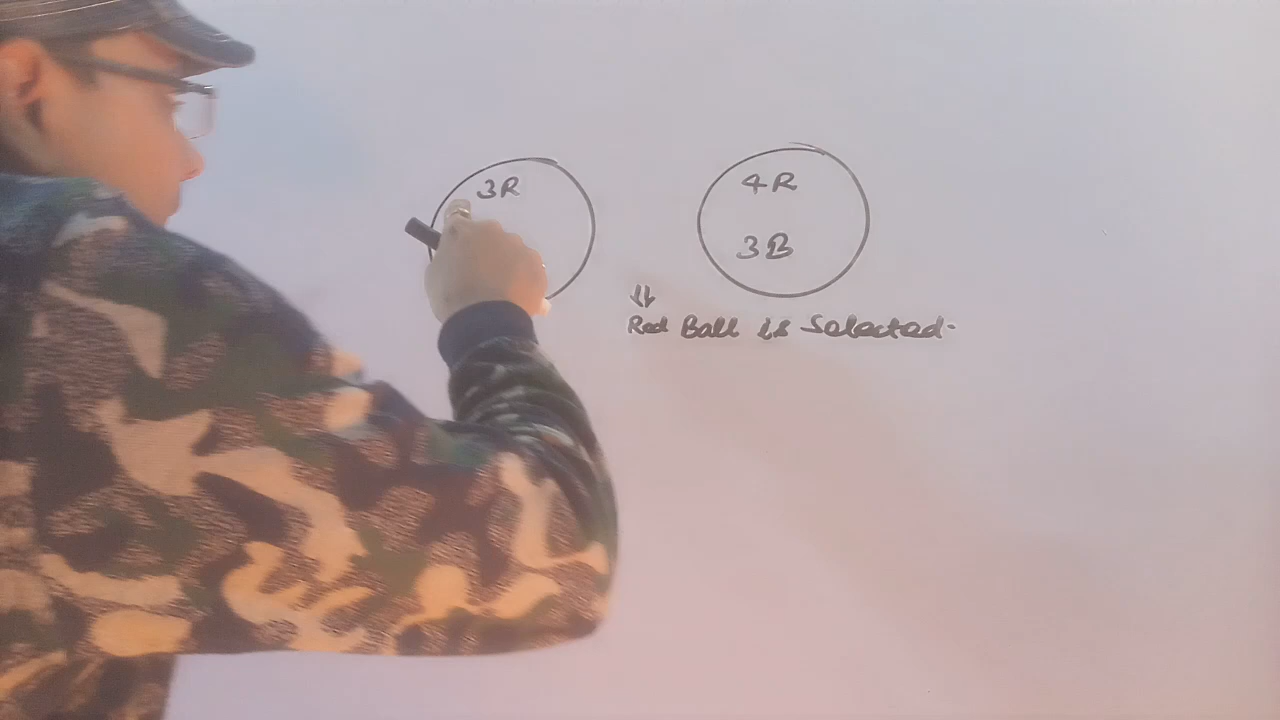 3R
4R
3B
⇓
Red Ball is Selected.